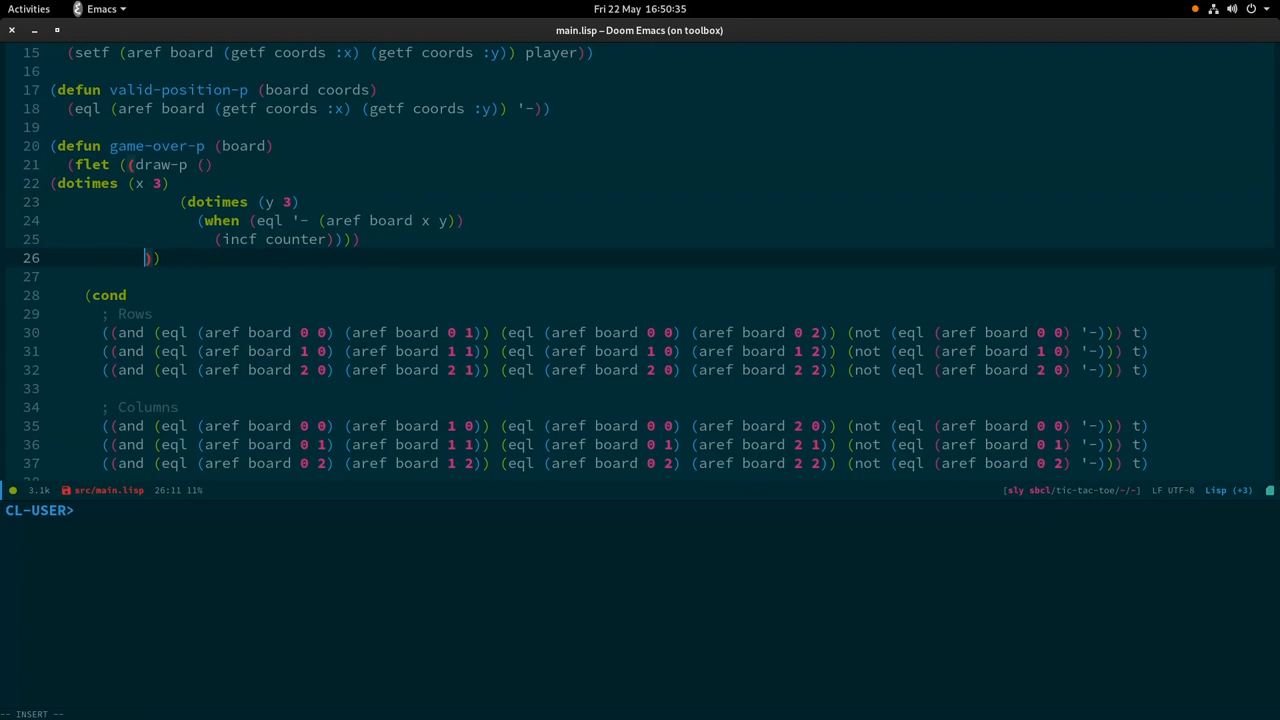 Activities Emacs Fri 22 May 16:50:35
main.lisp – Doom Emacs (on toolbox)
15 (setf (aref board (getf coords :x) (getf coords :y)) player))
16
17 (defun valid-position-p (board coords)
18 (eql (aref board (getf coords :x) (getf coords :y)) '-))
19
20 (defun game-over-p (board)
21 (flet ((draw-p ()
22 (dotimes (x 3)
23 (dotimes (y 3)
24 (when (eql '- (aref board x y))
25 (incf counter))))
26 ))
27
28 (cond
29 ; Rows
30 ((and (eql (aref board 0 0) (aref board 0 1)) (eql (aref board 0 0) (aref board 0 2)) (not (eql (aref board 0 0) '-))) t)
31 ((and (eql (aref board 1 0) (aref board 1 1)) (eql (aref board 1 0) (aref board 1 2)) (not (eql (aref board 1 0) '-))) t)
32 ((and (eql (aref board 2 0) (aref board 2 1)) (eql (aref board 2 0) (aref board 2 2)) (not (eql (aref board 2 0) '-))) t)
33
34 ; Columns
35 ((and (eql (aref board 0 0) (aref board 1 0)) (eql (aref board 0 0) (aref board 2 0)) (not (eql (aref board 0 0) '-))) t)
36 ((and (eql (aref board 0 1) (aref board 1 1)) (eql (aref board 0 1) (aref board 2 1)) (not (eql (aref board 0 1) '-))) t)
37 ((and (eql (aref board 0 2) (aref board 1 2)) (eql (aref board 0 2) (aref board 2 2)) (not (eql (aref board 0 2) '-))) t)
3.1k src/main.lisp 26:11 11% [sly sbcl/tic-tac-toe/-/-] LF UTF-8 Lisp (+3)
CL-USER>
-- INSERT --